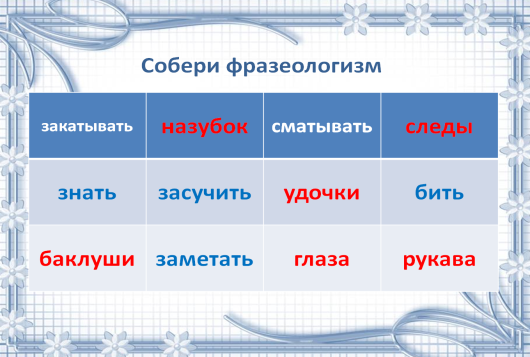 Собери фразеологизм
закатывать назубок сматывать следы
знать засучить удочки бить
баклуши заметать глаза рукава